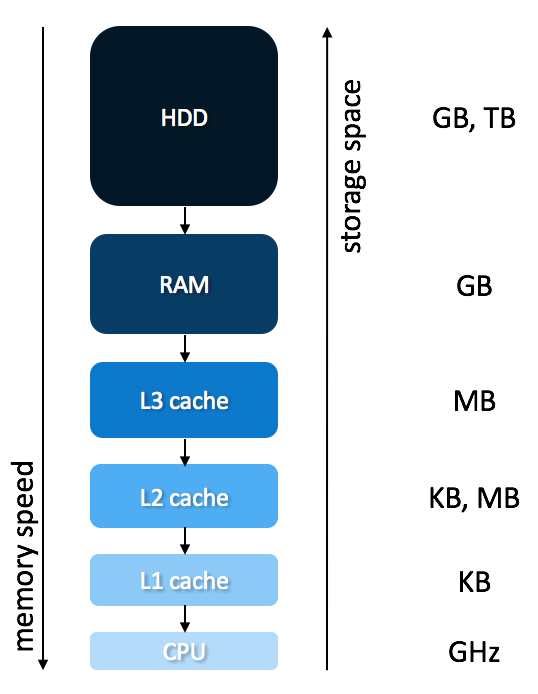 HDD
GB, TB
storage space
RAM
GB
L3 cache
MB
memory speed
L2 cache
KB, MB
L1 cache
KB
CPU
GHz